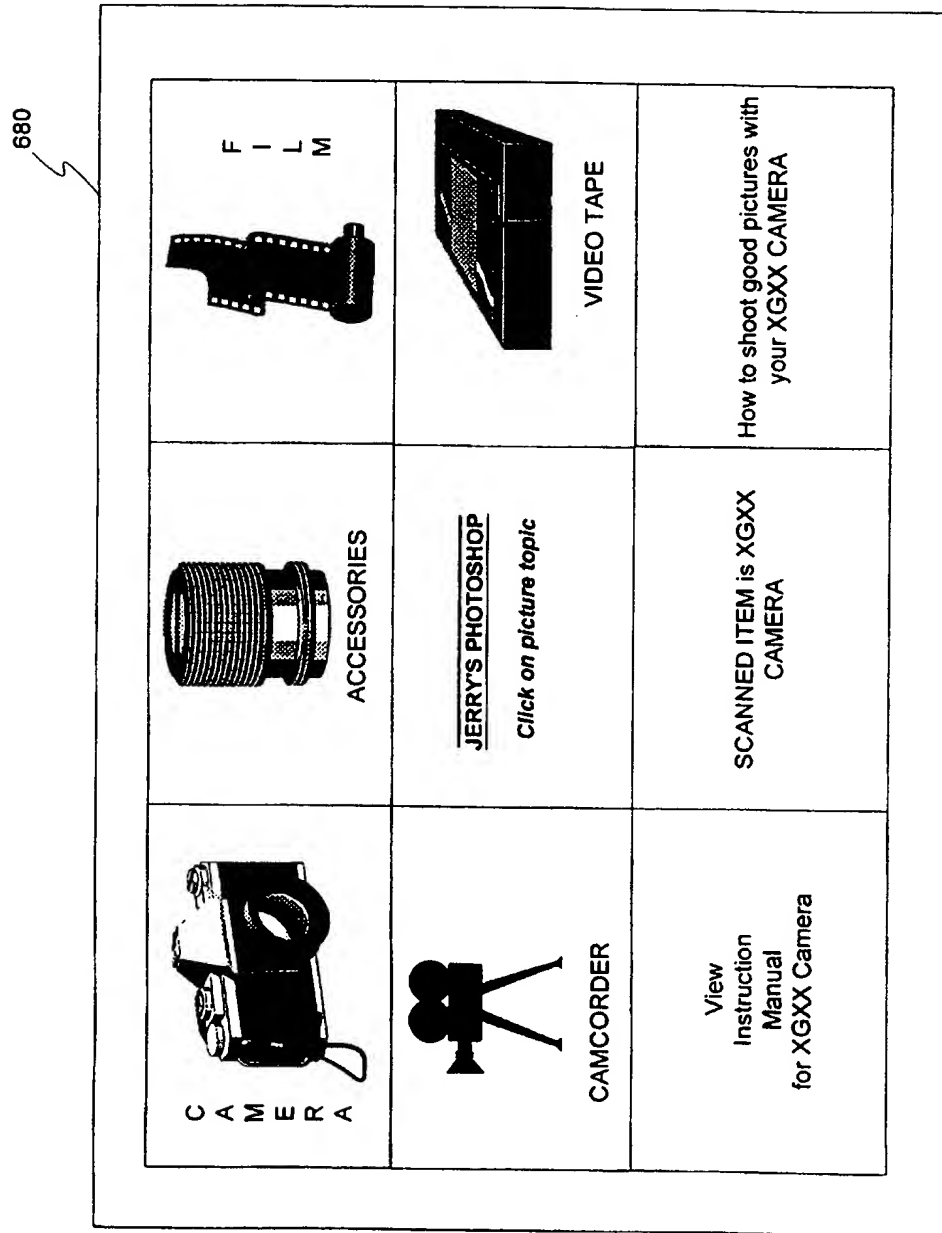 680
C
A
M
E
R
A
ACCESSORIES
F
I
L
M
CAMCORDER
JERRY'S PHOTOSHOP
Click on picture topic
VIDEO TAPE
View
Instruction
Manual
for XGXX Camera
SCANNED ITEM is XGXX
CAMERA
How to shoot good pictures with
your XGXX CAMERA